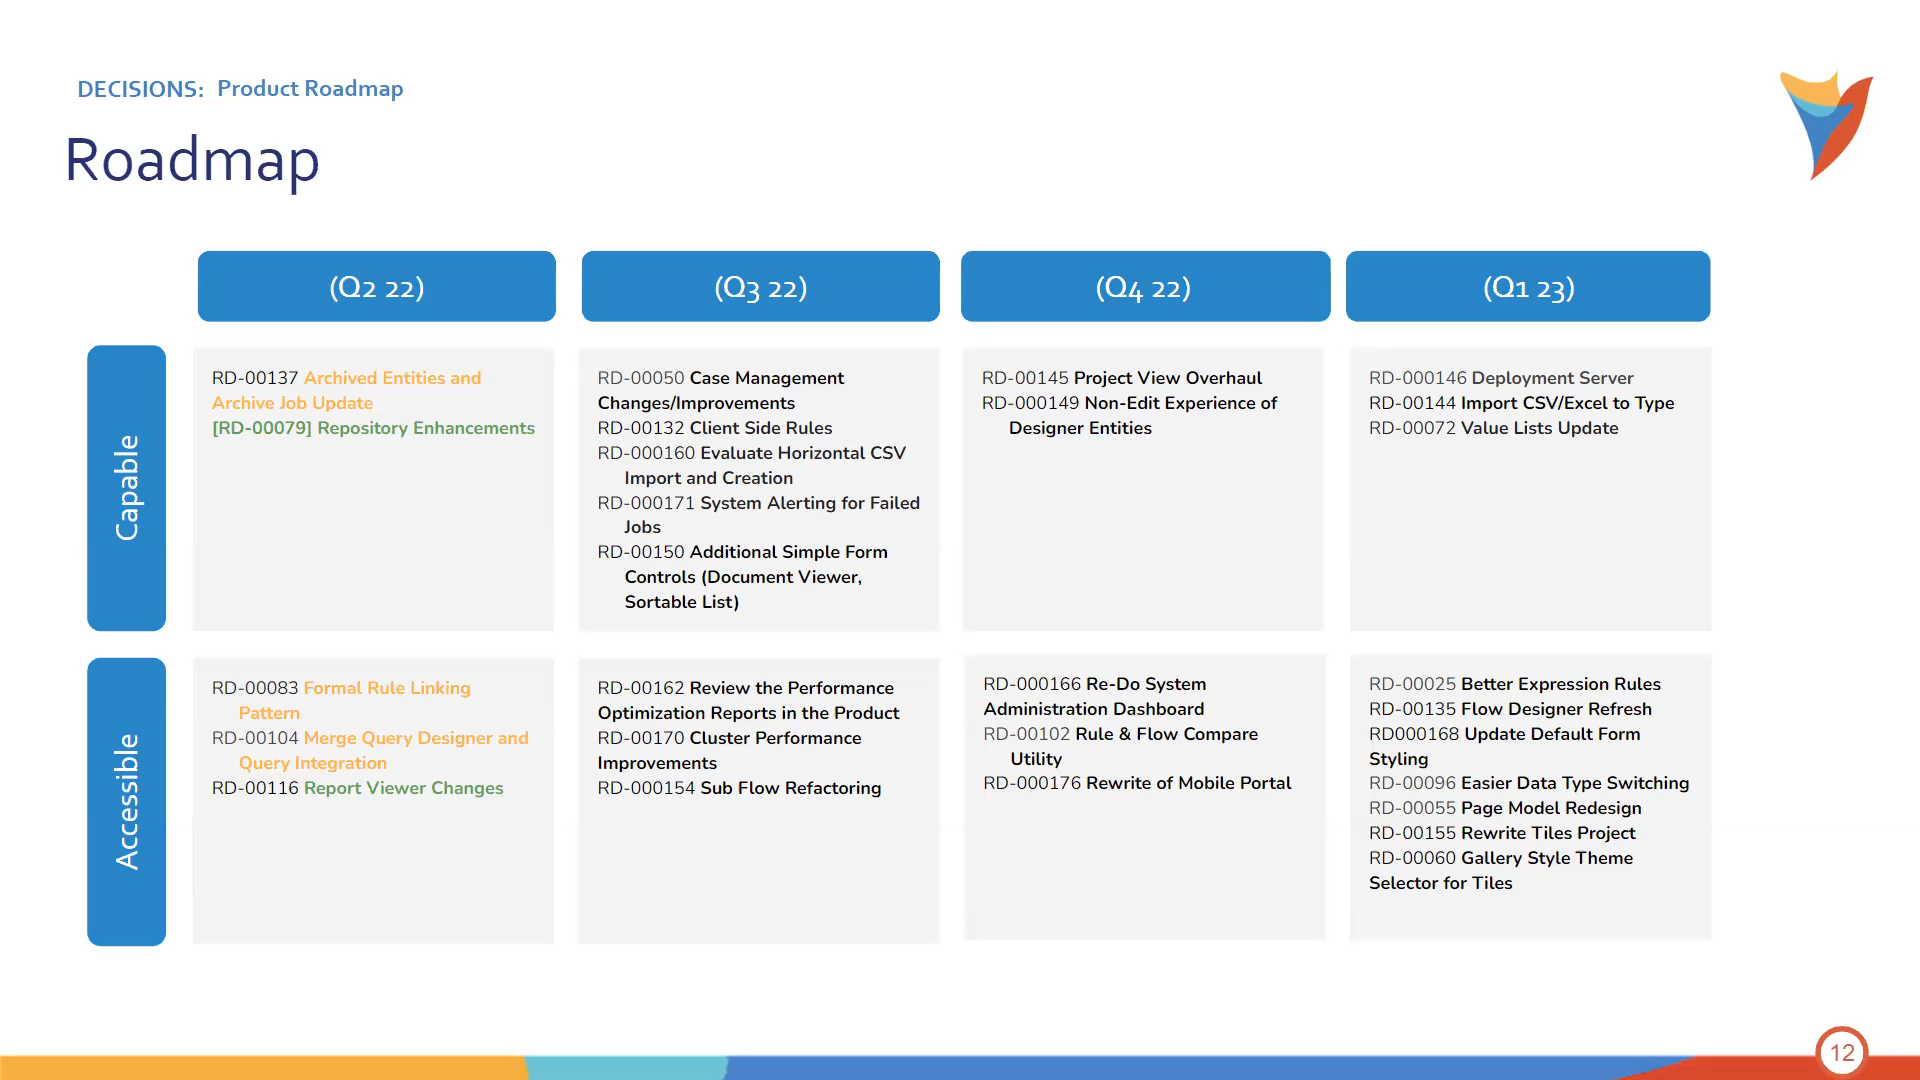 DECISIONS: Product Roadmap
Roadmap
(Q2 22)
(Q3 22)
(Q4 22)
(Q1 23)
Capable
RD-00137 Archived Entities and
Archive Job Update
[RD-00079] Repository Enhancements
RD-00050 Case Management
Changes/Improvements
RD-00132 Client Side Rules
RD-000160 Evaluate Horizontal CSV
Import and Creation
RD-000171 System Alerting for Failed
Jobs
RD-00150 Additional Simple Form
Controls (Document Viewer,
Sortable List)
RD-00145 Project View Overhaul
RD-000149 Non-Edit Experience of
Designer Entities
RD-000146 Deployment Server
RD-00144 Import CSV/Excel to Type
RD-00072 Value Lists Update
Accessible
RD-00083 Formal Rule Linking
Pattern
RD-00104 Merge Query Designer and
Query Integration
RD-00116 Report Viewer Changes
RD-00162 Review the Performance
Optimization Reports in the Product
RD-00170 Cluster Performance
Improvements
RD-000154 Sub Flow Refactoring
RD-000166 Re-Do System
Administration Dashboard
RD-00102 Rule & Flow Compare
Utility
RD-000176 Rewrite of Mobile Portal
RD-00025 Better Expression Rules
RD-00135 Flow Designer Refresh
RD000168 Update Default Form
Styling
RD-00096 Easier Data Type Switching
RD-00055 Page Model Redesign
RD-00155 Rewrite Tiles Project
RD-00060 Gallery Style Theme
Selector for Tiles
12